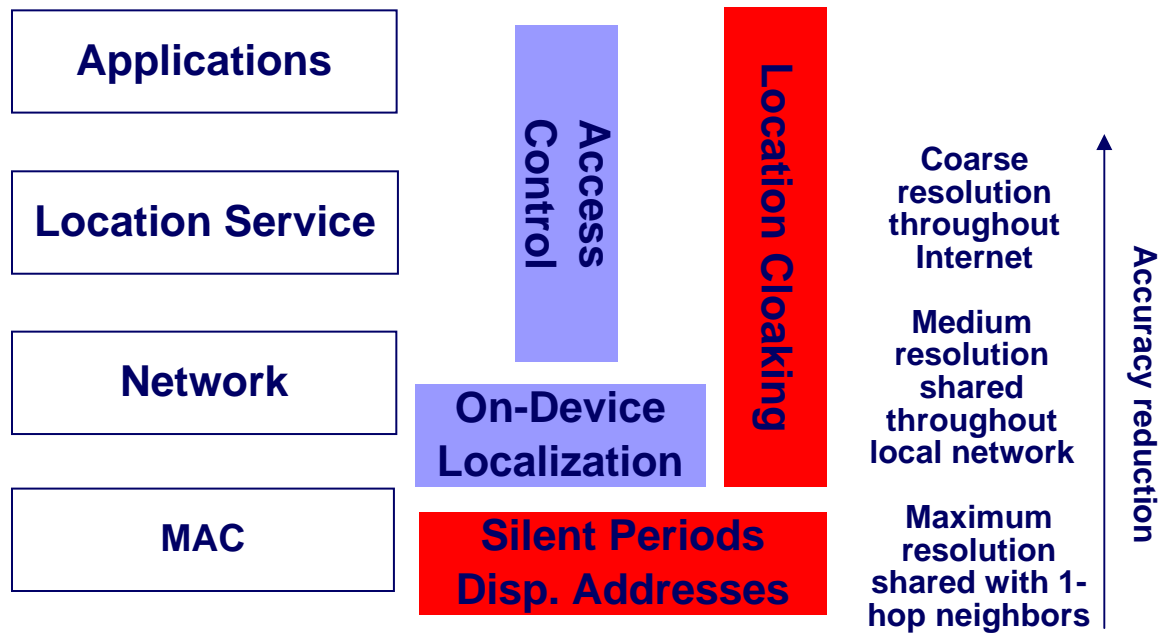 Applications
Location Service
Network
MAC
Access
Control
On-Device
Localization
Location Cloaking
Silent Periods
Disp. Addresses
Coarse
resolution
throughout
Internet
Medium
resolution
shared
throughout
local network
Maximum
resolution
shared with 1-
hop neighbors
Accuracy reduction